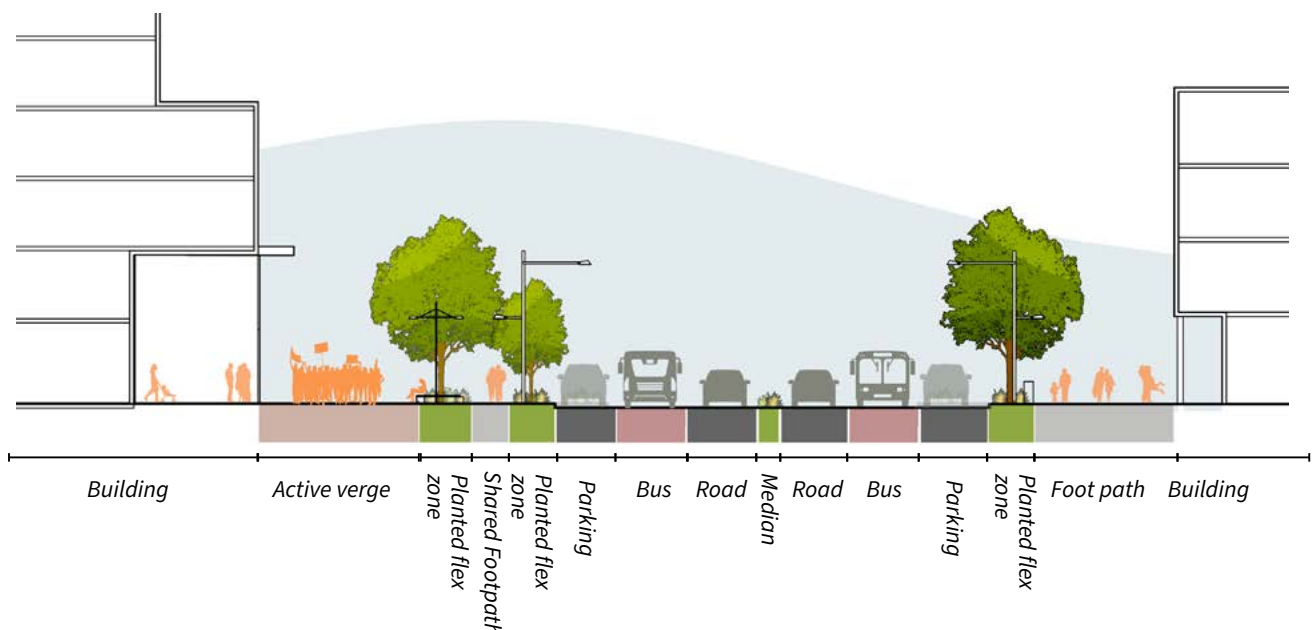 Building
Active verge
Planted flex
zone
Shared Footpath
Planted flex
zone
Parking
Bus
Road
Median
Road
Bus
Parking
Planted flex
zone
Foot path
Building